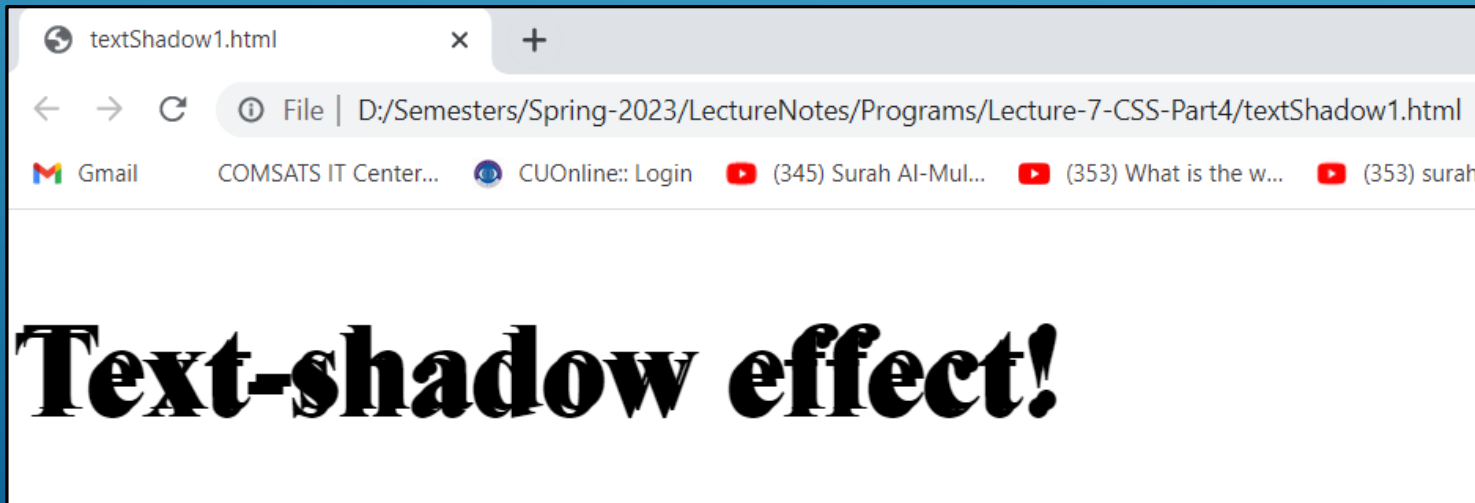 textShadow1.html
File | D:/Semesters/Spring-2023/LectureNotes/Programs/Lecture-7-CSS-Part4/textShadow1.html
Gmail COMSATS IT Center... CUOnline:: Login (345) Surah Al-Mul... (353) What is the w... (353) surah
Text-shadow effect!